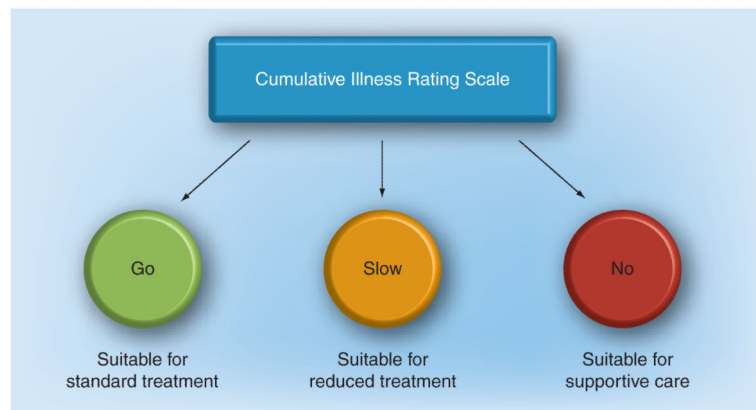 Cumulative Illness Rating Scale
Go
Slow
No
Suitable for
standard treatment
Suitable for
reduced treatment
Suitable for
supportive care